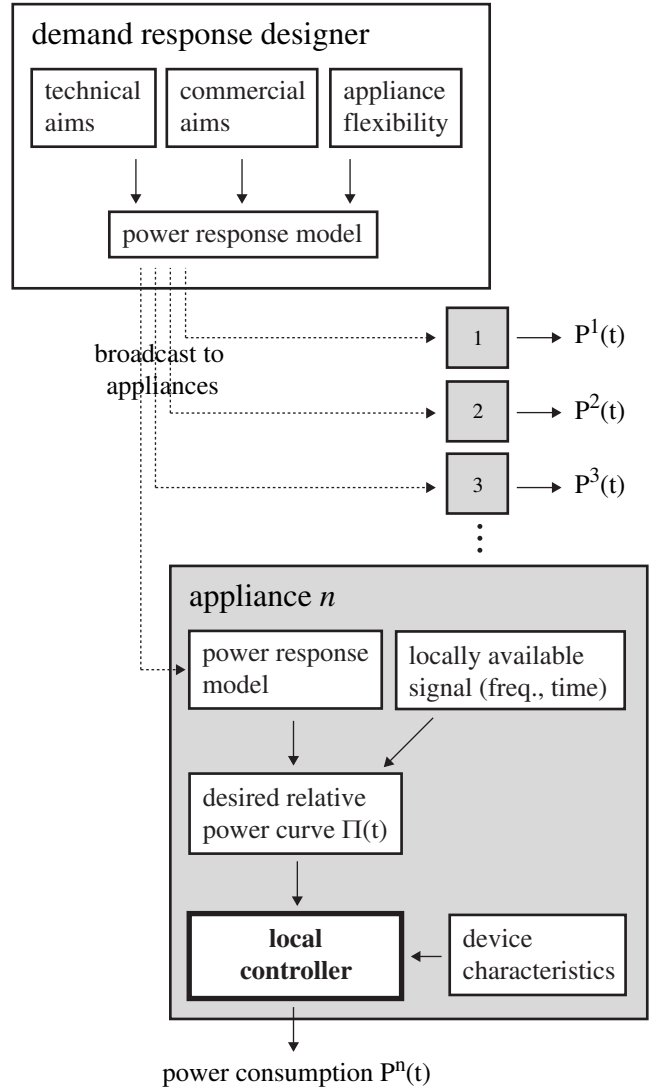 demand response designer
technical
aims
commercial
aims
appliance
flexibility
power response model
broadcast to
appliances
1
P¹(t)
2
P²(t)
3
P³(t)
appliance n
power response
model
locally available
signal (freq., time)
desired relative
power curve Π(t)
local
controller
device
characteristics
power consumption Pⁿ(t)